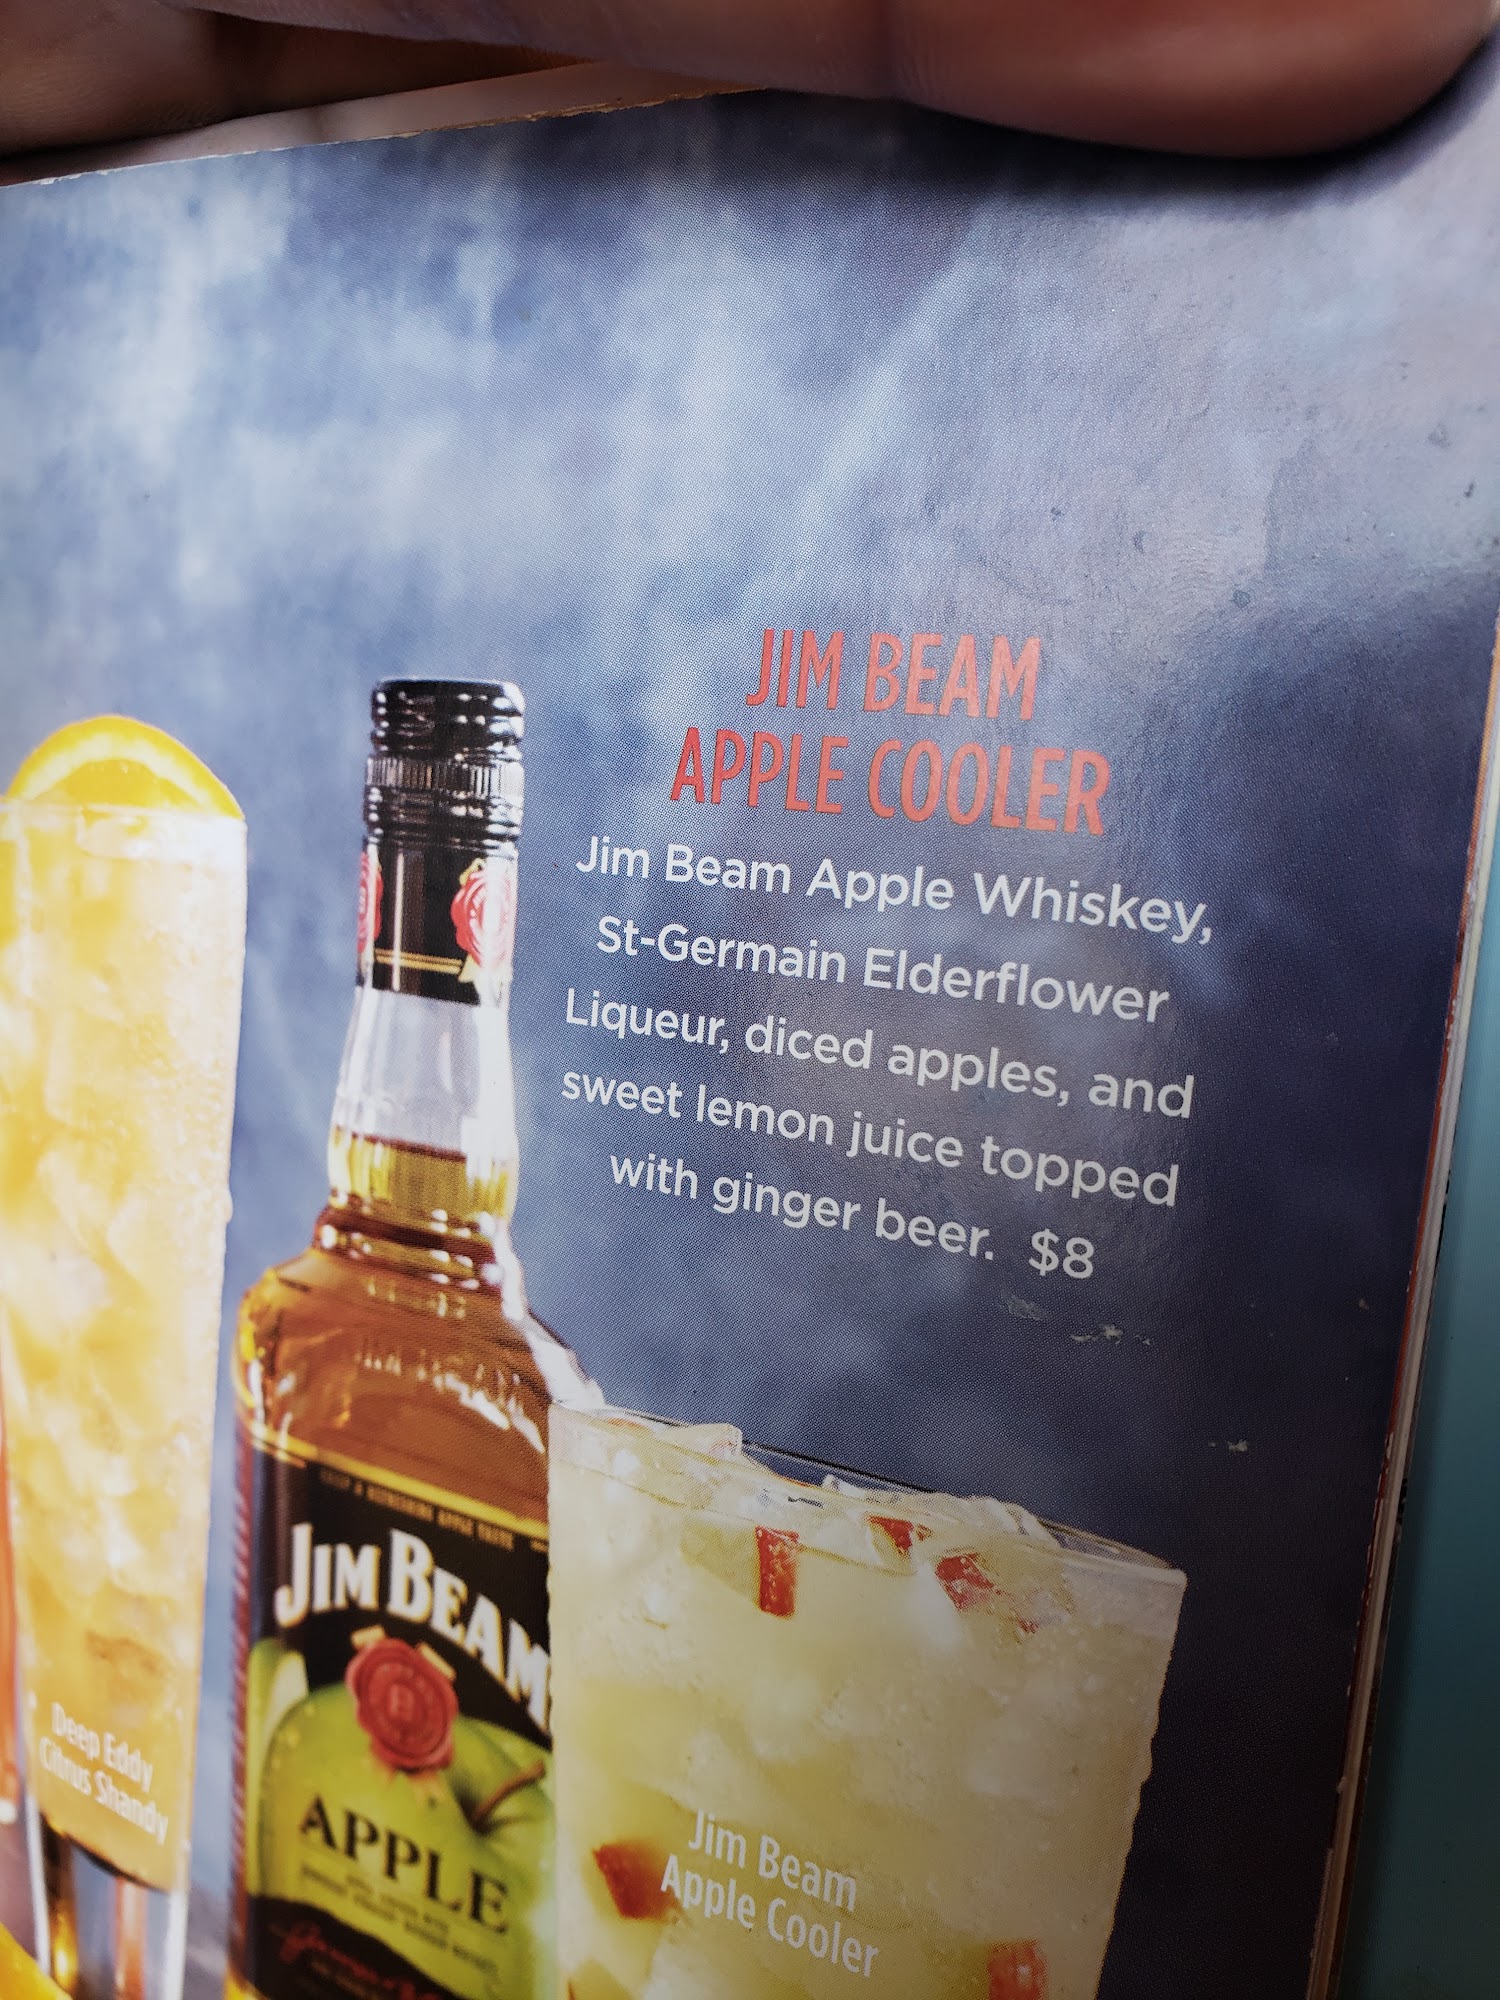 JIM BEAM
APPLE COOLER
Jim Beam Apple Whiskey,
St-Germain Elderflower
Liqueur, diced apples, and
sweet lemon juice topped
with ginger beer. $8
JIM BEAM
APPLE
Deep Eddy
Citrus Shandy
Jim Beam
Apple Cooler